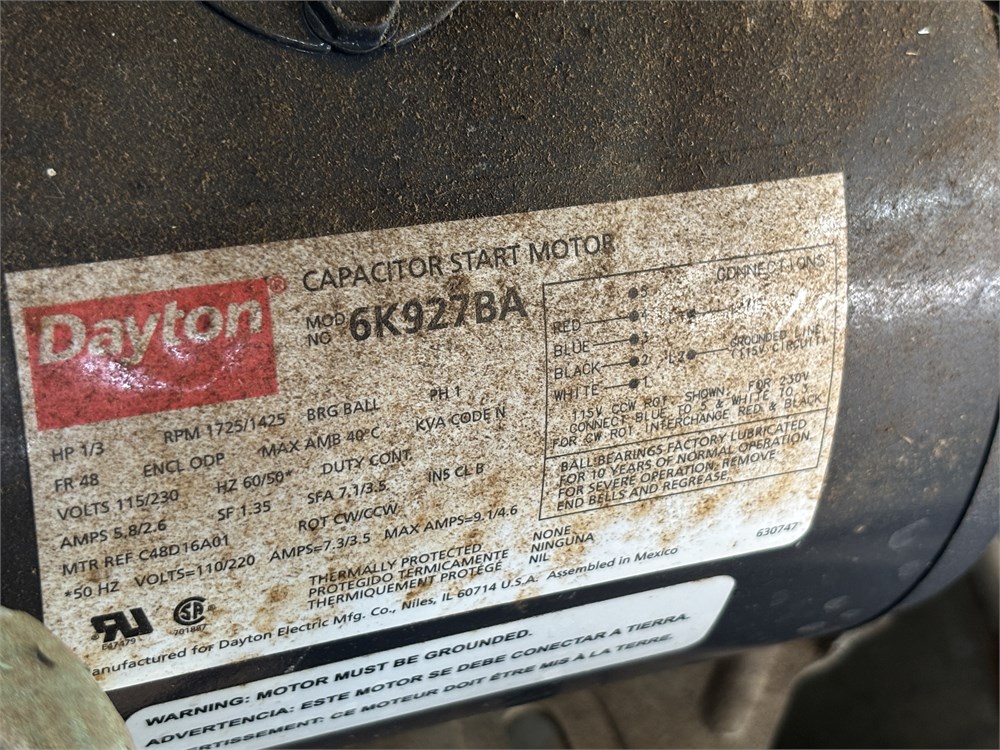 Dayton®
CAPACITOR START MOTOR
MOD NO 6K927BA
HP 1/3 RPM 1725/1425 BRG BALL PH 1
FR 48 ENCL ODP MAX AMB 40°C KVA CODE N
VOLTS 115/230 HZ 60/50* DUTY CONT. INS CL B
AMPS 5.8/2.6 SF 1.35 SFA 7.1/3.5
MTR REF C48D16A01 ROT CW/CCW
*50 HZ VOLTS=110/220 AMPS=7.3/3.5 MAX AMPS=9.1/4.6
THERMALLY PROTECTED NONE
PROTEGIDO TERMICAMENTE NINGUNA
THERMIQUEMENT PROTÉGÉ NIL
CONNECTIONS
5
RED 4
BLUE 3
BLACK 2 L2 GROUNDED LINE
WHITE 1 (115V CIRCUIT)
115V CCW ROT. SHOWN. FOR 230V
CONNECT BLUE TO & WHITE TO 3.
FOR CW ROT INTERCHANGE RED & BLACK
BALL BEARINGS FACTORY LUBRICATED
FOR 10 YEARS OF NORMAL OPERATION.
FOR SEVERE OPERATION, REMOVE
END BELLS AND REGREASE.
630747
RU
SA
anufactured for Dayton Electric Mfg. Co., Niles, IL 60714 U.S.A. Assembled in Mexico
WARNING: MOTOR MUST BE GROUNDED.
ADVERTENCIA: ESTE MOTOR SE DEBE CONECTAR A TIERRA.
ERTISSEMENT: CE MOTEUR DOIT ÊTRE MIS À LA TERRE.